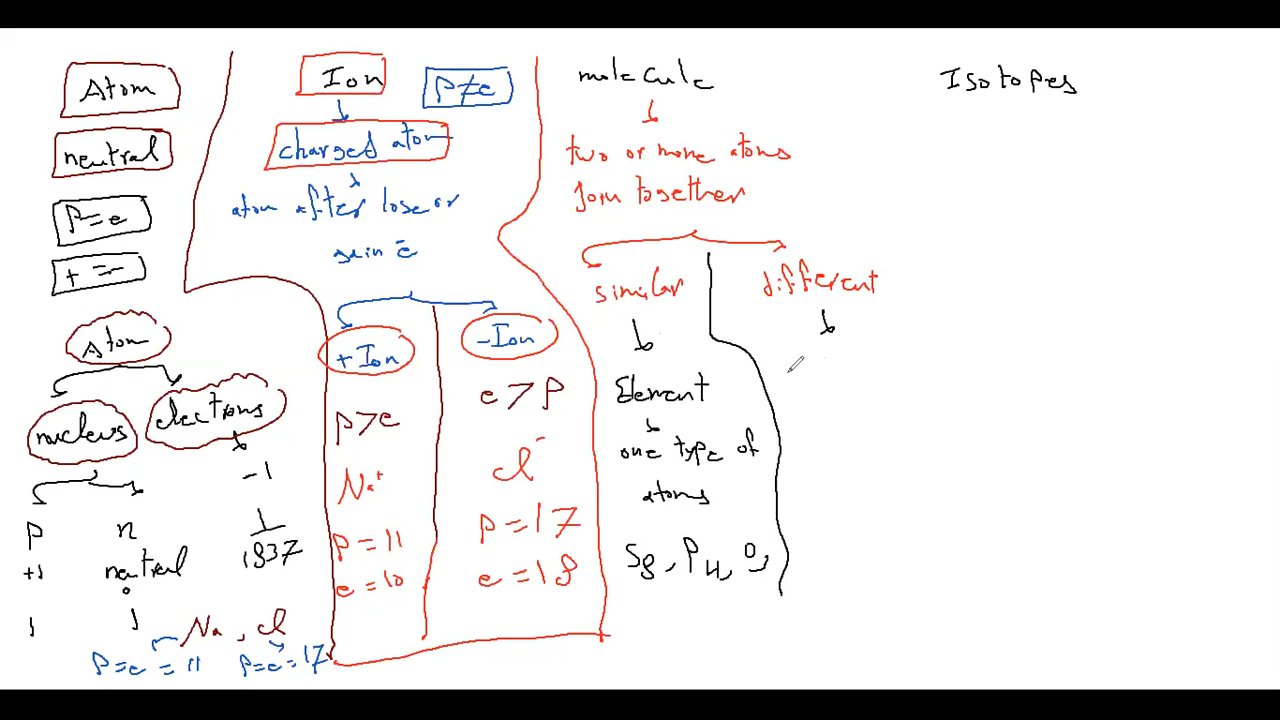 Atom
neutral
P=e
+ = -
Atom
nucleus
electrons
-1
1
1837
P
n
+1
neutral
0
1
1
Na , Cl
P=e = 11
P=e = 17
Ion
P≠e
charged atom
atom after lose or
gain ē
+ Ion
P>e
Na+
P = 11
e = 10
- Ion
e > P
Cl-
P = 17
e = 18
molecule
two or more atoms
Join together
similar
Element
one type of
atoms
S8 , P4 , O2
different
Isotopes